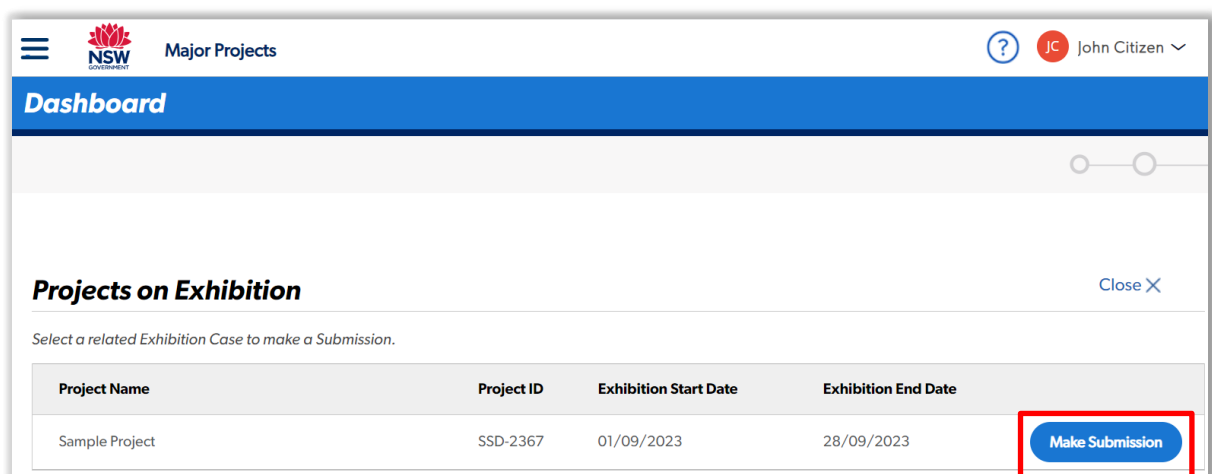 NSW
GOVERNMENT
Major Projects
?
JC
John Citizen
Dashboard
Projects on Exhibition
Close X
Select a related Exhibition Case to make a Submission.
Project Name Project ID Exhibition Start Date Exhibition End Date
Sample Project SSD-2367 01/09/2023 28/09/2023 Make Submission